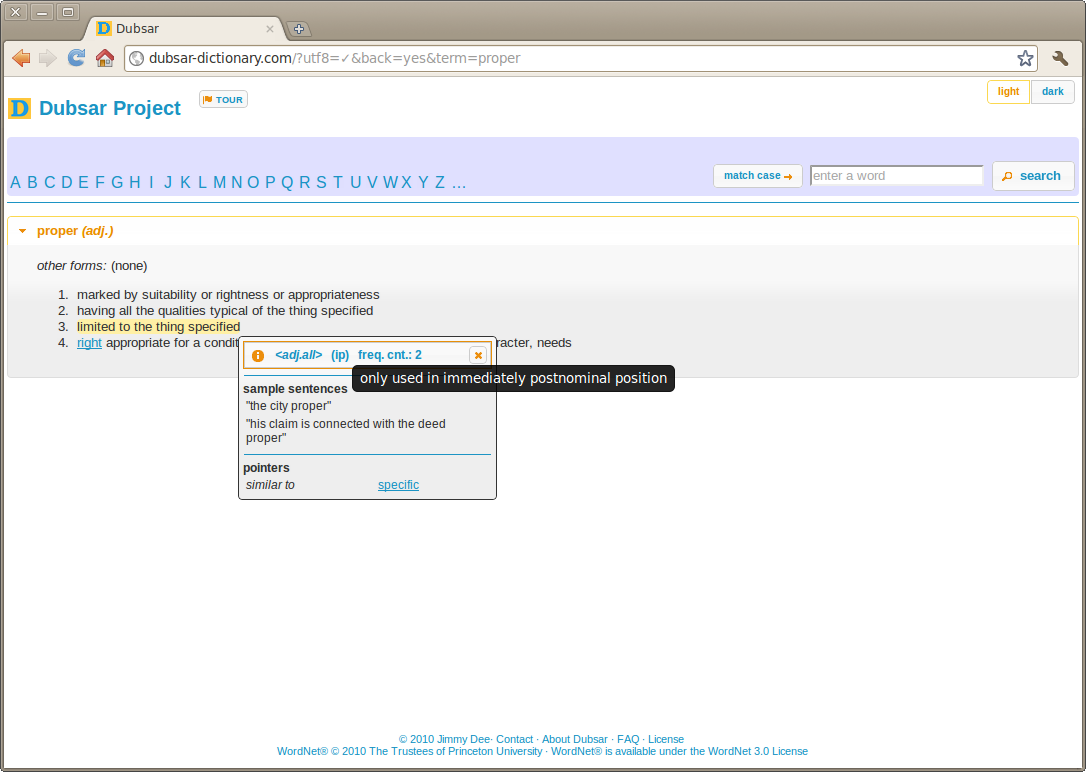 Dubsar
dubsar-dictionary.com/?utf8=✓&back=yes&term=proper
D Dubsar Project TOUR light dark
A B C D E F G H I J K L M N O P Q R S T U V W X Y Z ... match case enter a word search
proper (adj.)
other forms: (none)
1. marked by suitability or rightness or appropriateness
2. having all the qualities typical of the thing specified
3. limited to the thing specified
4. right appropriate for a condit racter, needs
<adj.all> (ip) freq. cnt.: 2
only used in immediately postnominal position
sample sentences
"the city proper"
"his claim is connected with the deed
proper"
pointers
similar to specific
© 2010 Jimmy Dee· Contact · About Dubsar · FAQ · License
WordNet® © 2010 The Trustees of Princeton University · WordNet® is available under the WordNet 3.0 License